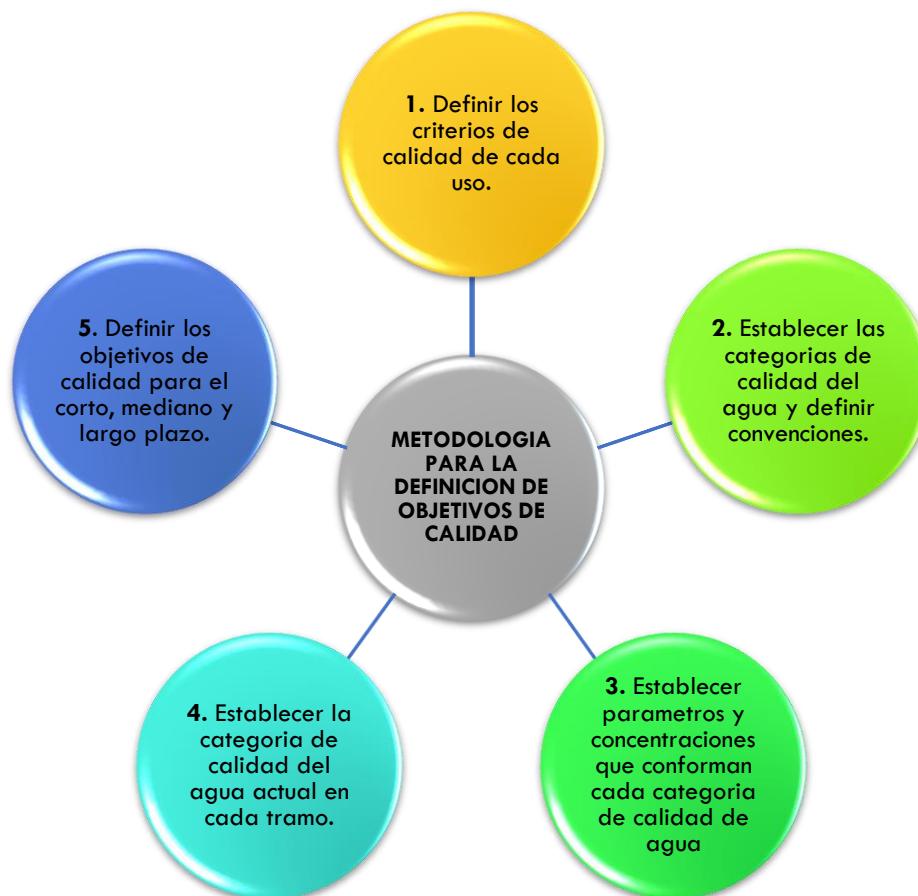 1. Definir los
criterios de
calidad de cada
uso.
2. Establecer las
categorias de
calidad del
agua y definir
convenciones.
3. Establecer
parametros y
concentraciones
que conforman
cada categoria
de calidad de
agua
4. Establecer la
categoria de
calidad del
agua actual en
cada tramo.
5. Definir los
objetivos de
calidad para el
corto, mediano y
largo plazo.
METODOLOGIA
PARA LA
DEFINICION DE
OBJETIVOS DE
CALIDAD